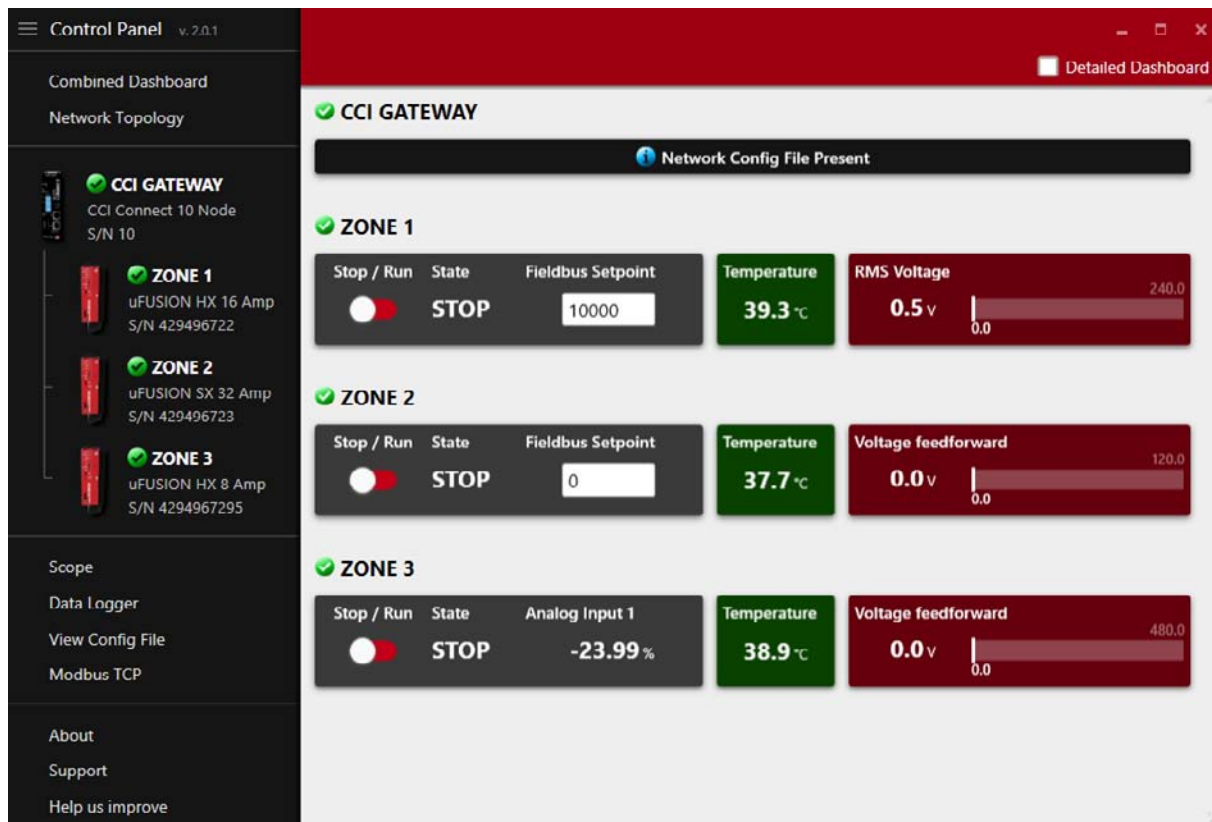 Control Panel v. 2.0.1
Detailed Dashboard
Combined Dashboard
Network Topology
CCI GATEWAY
CCI Connect 10 Node
S/N 10
ZONE 1
uFUSION HX 16 Amp
S/N 429496722
ZONE 2
uFUSION SX 32 Amp
S/N 429496723
ZONE 3
uFUSION HX 8 Amp
S/N 4294967295
Scope
Data Logger
View Config File
Modbus TCP
About
Support
Help us improve
CCI GATEWAY
Network Config File Present
ZONE 1
Stop / Run State Fieldbus Setpoint Temperature RMS Voltage
240.0
STOP 10000 39.3 °C 0.5 V
0.0
ZONE 2
Stop / Run State Fieldbus Setpoint Temperature Voltage feedforward
120.0
STOP 0 37.7 °C 0.0 V
0.0
ZONE 3
Stop / Run State Analog Input 1 Temperature Voltage feedforward
480.0
STOP -23.99 % 38.9 °C 0.0 V
0.0